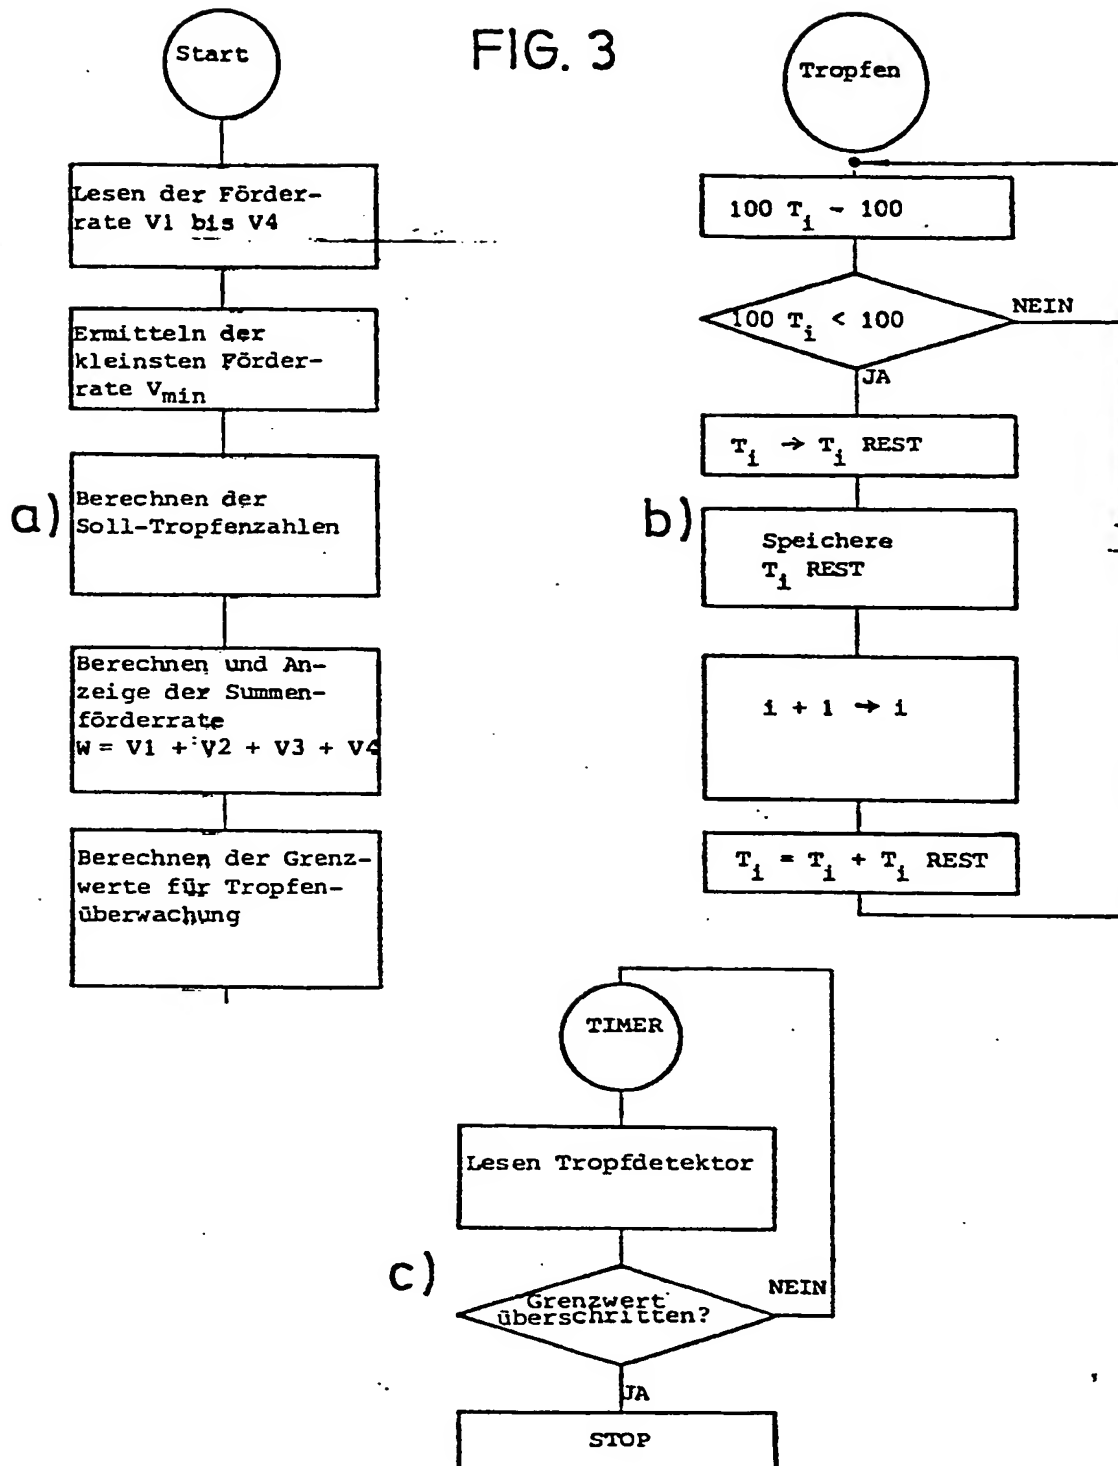 FIG. 3
a)
Start
Lesen der Förder-
rate V1 bis V4
Ermitteln der
kleinsten Förder-
rate Vmin
Berechnen der
Soll-Tropfenzahlen
Berechnen und An-
zeige der Summen-
förderrate
W = V1 + V2 + V3 + V4
Berechnen der Grenz-
werte für Tropfen-
überwachung
b)
Tropfen
100 Ti - 100
100 Ti < 100
NEIN
JA
Ti → Ti REST
Speichere
Ti REST
i + 1 → i
Ti = Ti + Ti REST
c)
TIMER
Lesen Tropfdetektor
Grenzwert
überschritten?
NEIN
JA
STOP